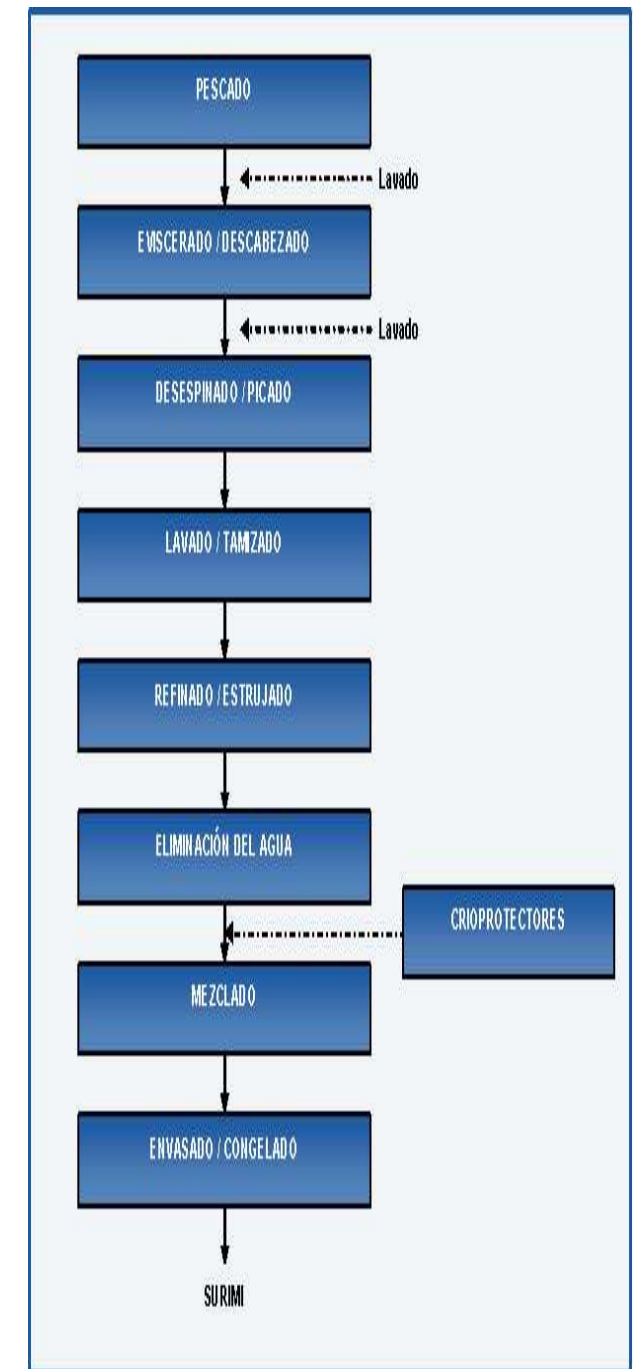 PESCADO
Lavado
EVISCERADO / DESCABEZADO
Lavado
DESESPINADO / PICADO
LAVADO / TAMIZADO
REFINADO / ESTRUJADO
ELIMINACIÓN DEL AGUA
CRIOPROTECTORES
MEZCLADO
ENVASADO / CONGELADO
SURIMI